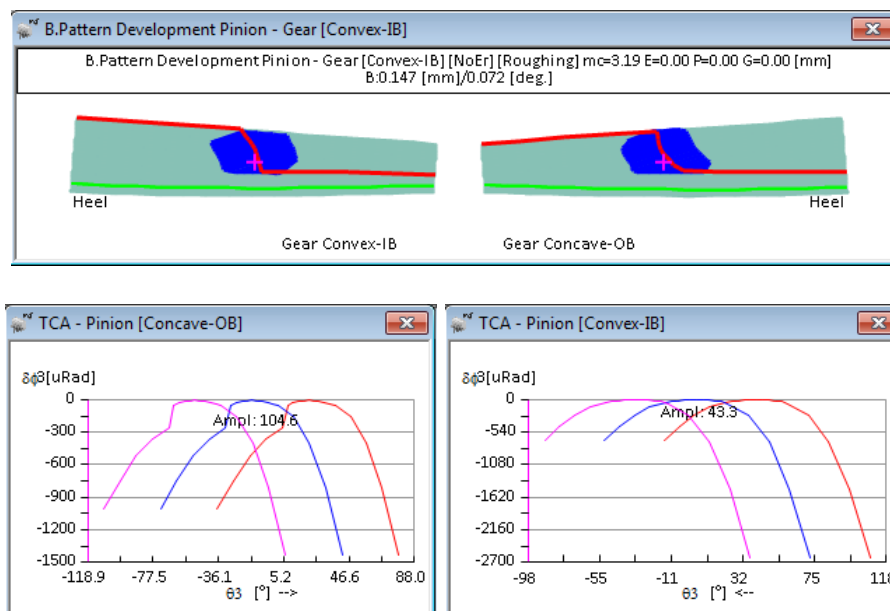 B.Pattern Development Pinion - Gear [Convex-IB]
B.Pattern Development Pinion - Gear [Convex-IB] [NoEr] [Roughing] mc=3.19 E=0.00 P=0.00 G=0.00 [mm]
B:0.147 [mm]/0.072 [deg.]
Heel Heel
Gear Convex-IB Gear Concave-OB
TCA - Pinion [Concave-OB]
δϕ3[uRad]
0
Ampl: 104.6
-300
-600
-900
-1200
-1500
-118.9 -77.5 -36.1 5.2 46.6 88.0
θ3 [°] -->
TCA - Pinion [Convex-IB]
δϕ3[uRad]
0
Ampl: 43.3
-540
-1080
-1620
-2160
-2700
-98 -55 -11 32 75 118
θ3 [°] <--